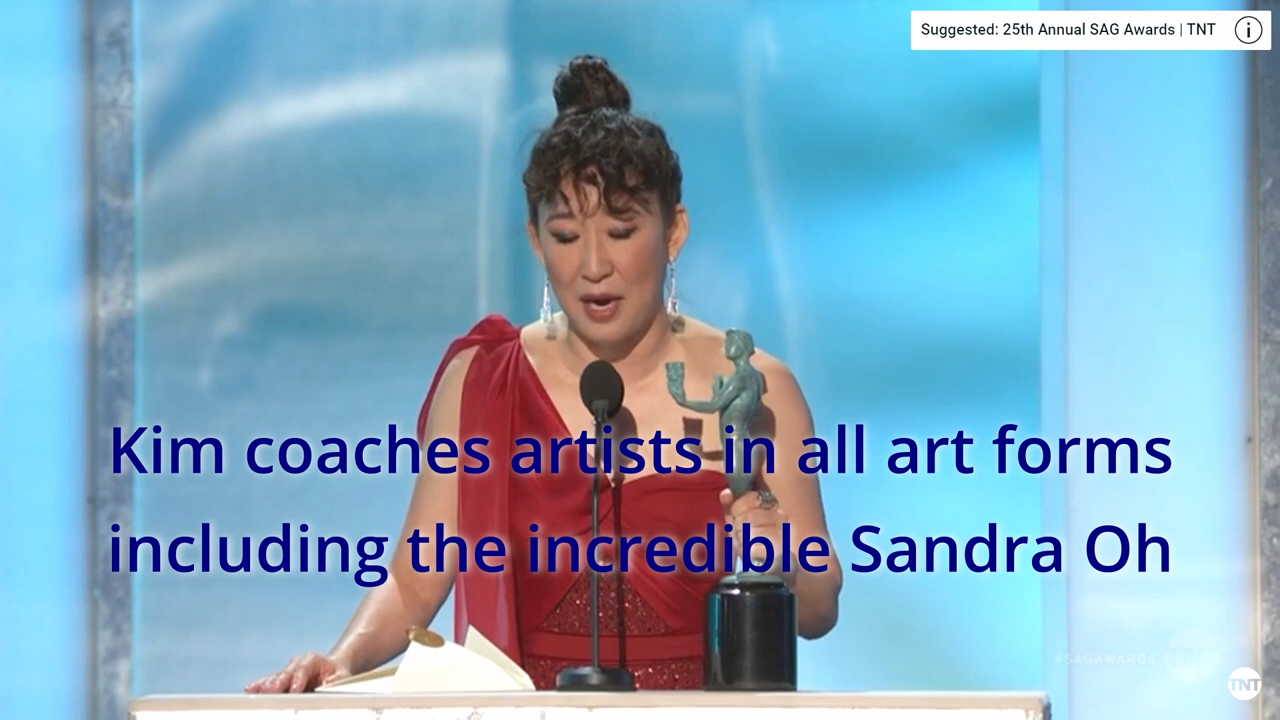 Suggested: 25th Annual SAG Awards | TNT
Kim coaches artists in all art forms
including the incredible Sandra Oh
#SAGAWARDS
TNT